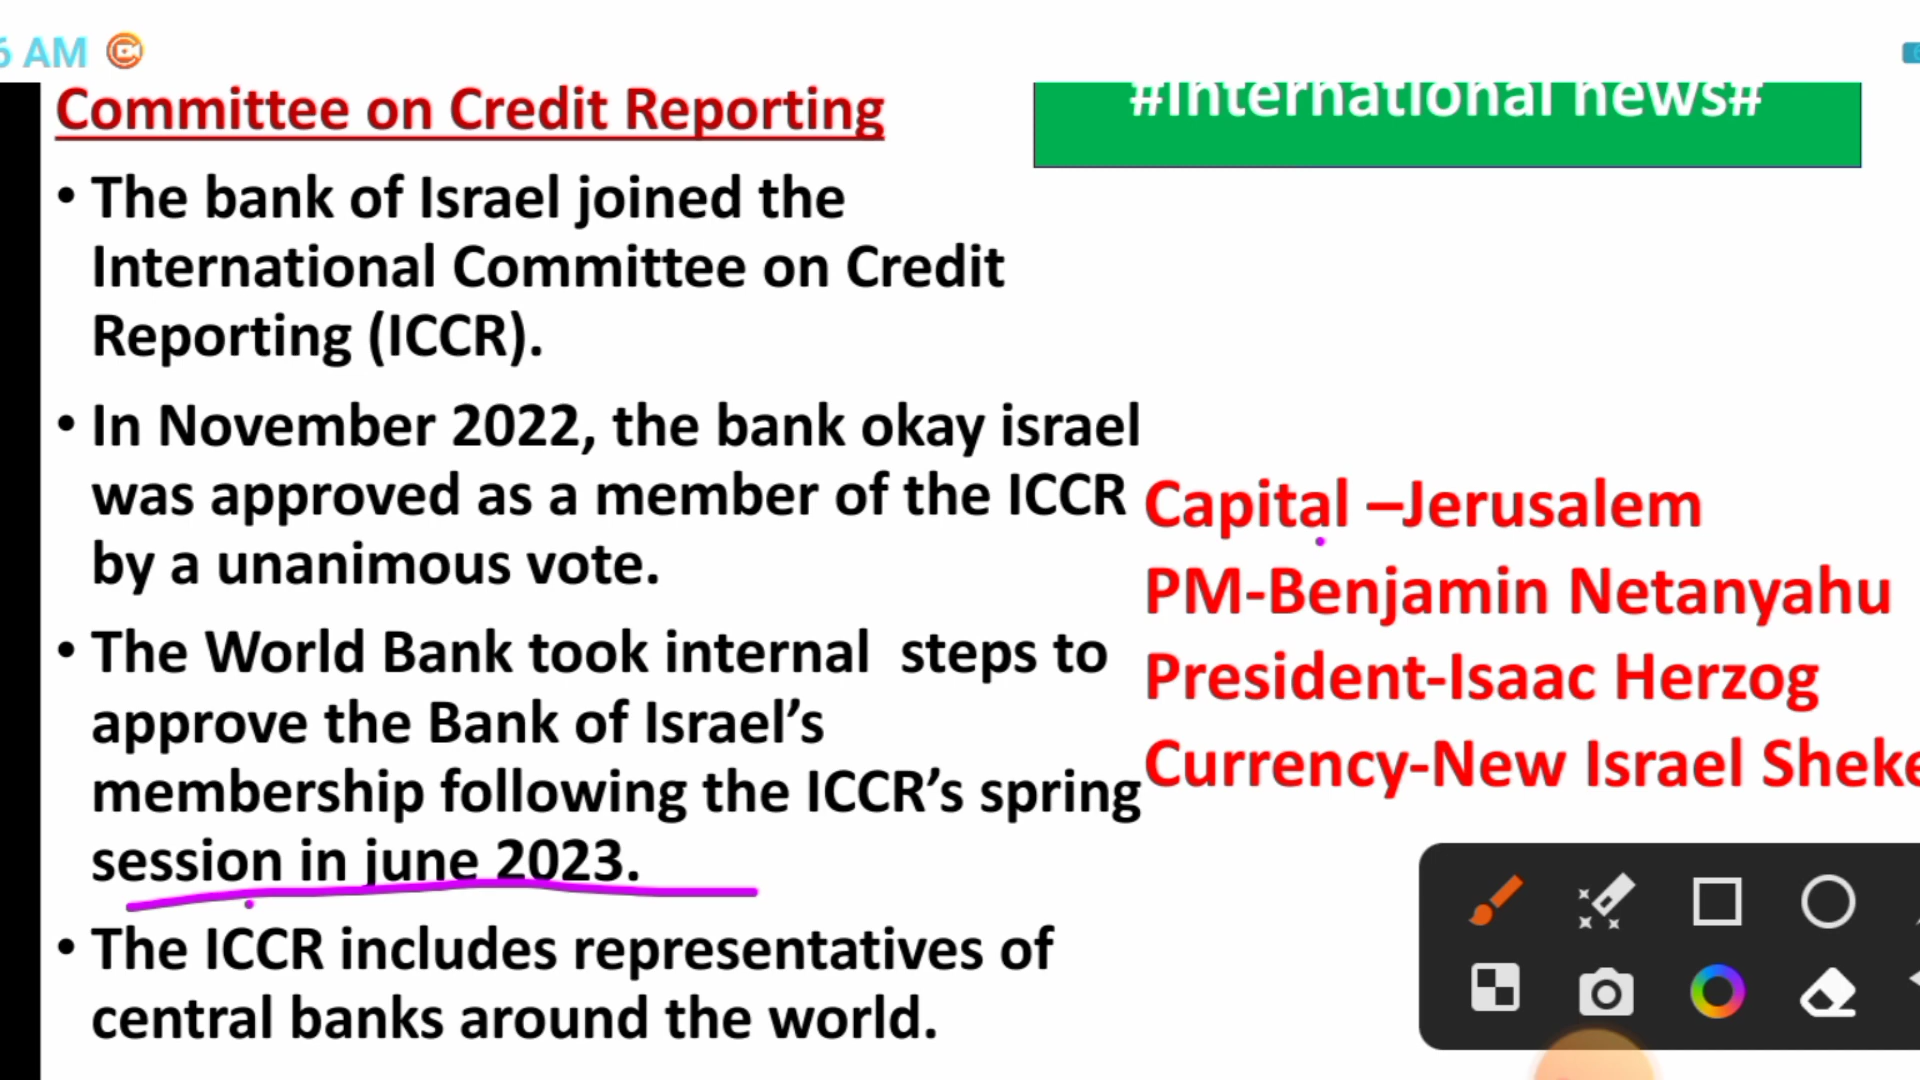 6 AM
Committee on Credit Reporting
#International news#
• The bank of Israel joined the
International Committee on Credit
Reporting (ICCR).
• In November 2022, the bank okay israel
was approved as a member of the ICCR
by a unanimous vote.
• The World Bank took internal  steps to
approve the Bank of Israel’s
membership following the ICCR’s spring
session in june 2023.
• The ICCR includes representatives of
central banks around the world.
Capital –Jerusalem
PM-Benjamin Netanyahu
President-Isaac Herzog
Currency-New Israel Sheke